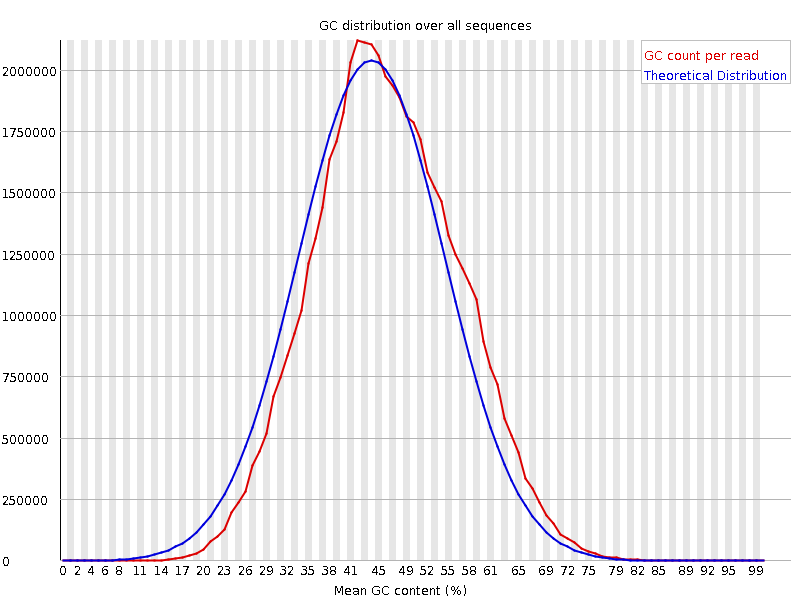 GC distribution over all sequences
GC count per read
Theoretical Distribution
2000000
1750000
1500000
1250000
1000000
750000
500000
250000
0
0 2 4 6 8 11 14 17 20 23 26 29 32 35 38 41 45 49 52 55 58 61 65 69 72 75 79 82 85 89 92 95 99
Mean GC content (%)